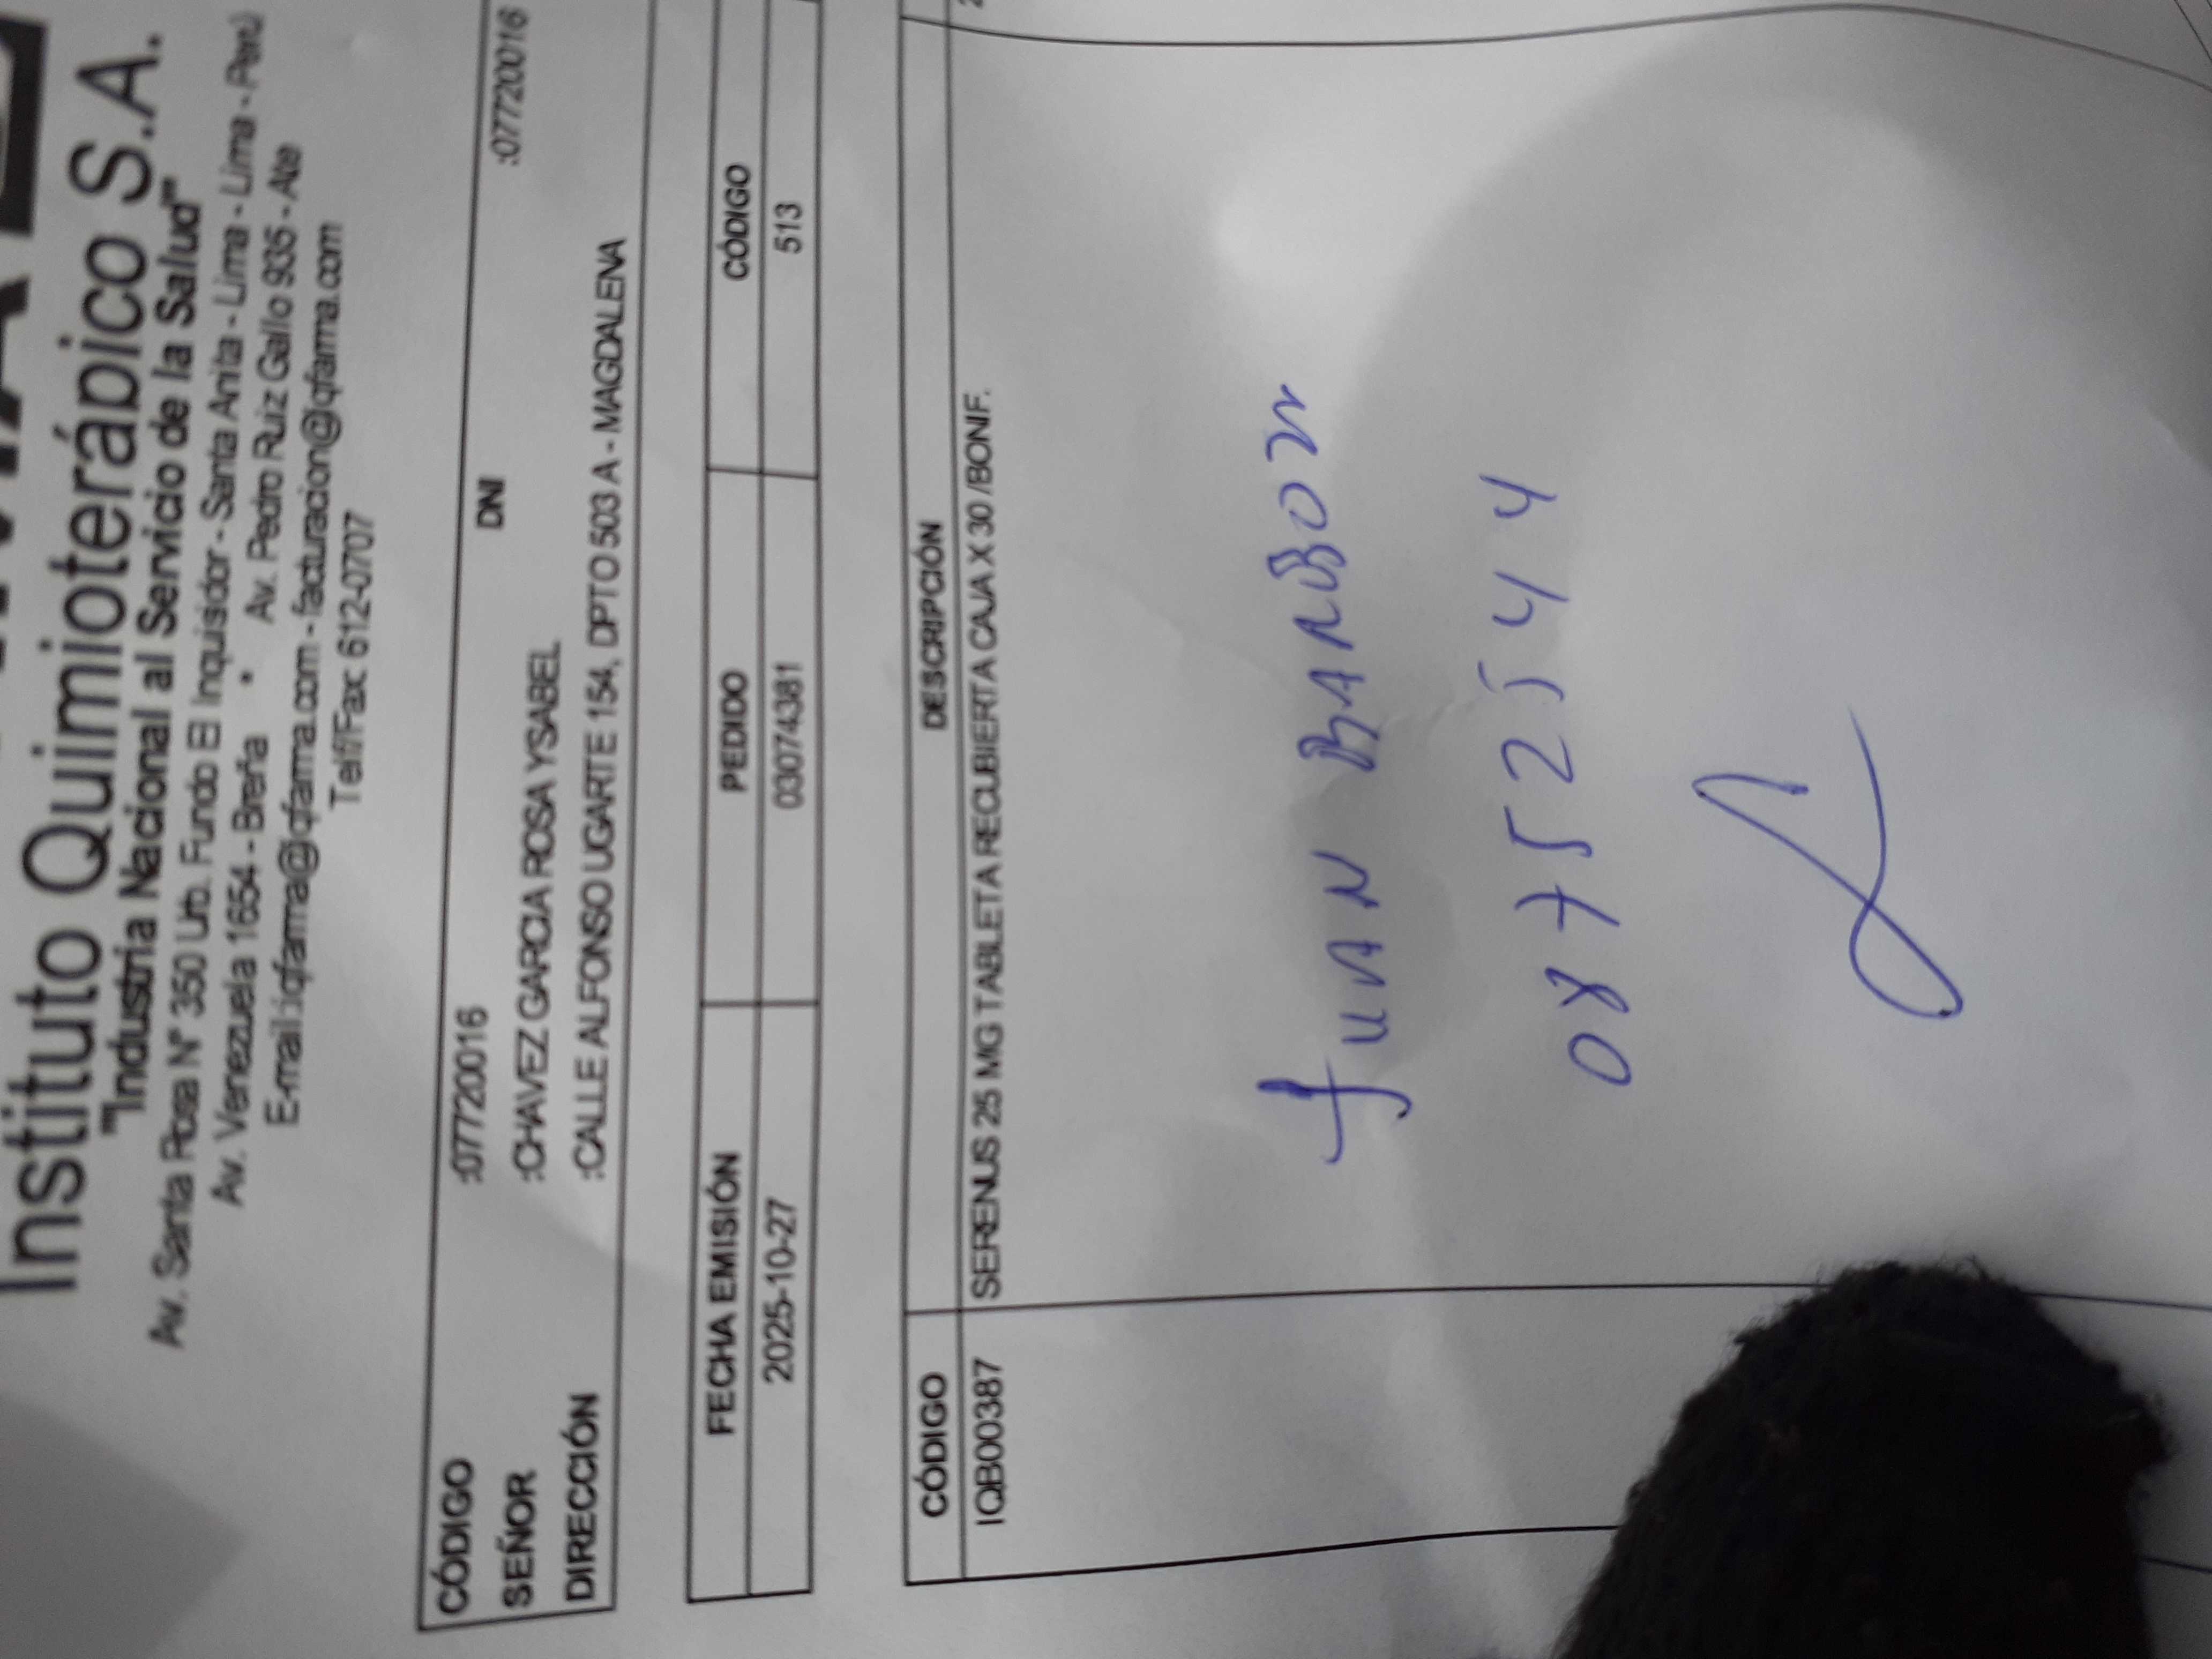 Instituto Quimioterápico S.A.
"Industria Nacional al Servicio de la Salud"
Av. Santa Rosa N° 350 Urb. Fundo El Inquisidor - Santa Anita - Lima - Lima - Perú
Av. Venezuela 1654 - Breña • Av. Pedro Ruiz Gallo 935 - Ate
E-mail:iqfarma@iqfarma.com - facturacion@iqfarma.com
Telf/Fax: 612-0707
CÓDIGO :077200016 DNI :077200016
SEÑOR :CHAVEZ GARCIA ROSA YSABEL
DIRECCIÓN :CALLE ALFONSO UGARTE 154, DPTO 503 A - MAGDALENA
FECHA EMISIÓN PEDIDO CÓDIGO
2025-10-27 03074381 513
CÓDIGO DESCRIPCIÓN
IQB00387 SERENUS 25 MG TABLETA RECUBIERTA CAJA X 30 /BONF.
JUAN
08752544